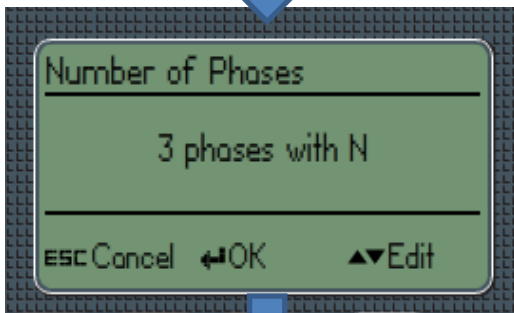 Number of Phases
3 phases with N
ESC Cancel ↵OK ▲▼Edit